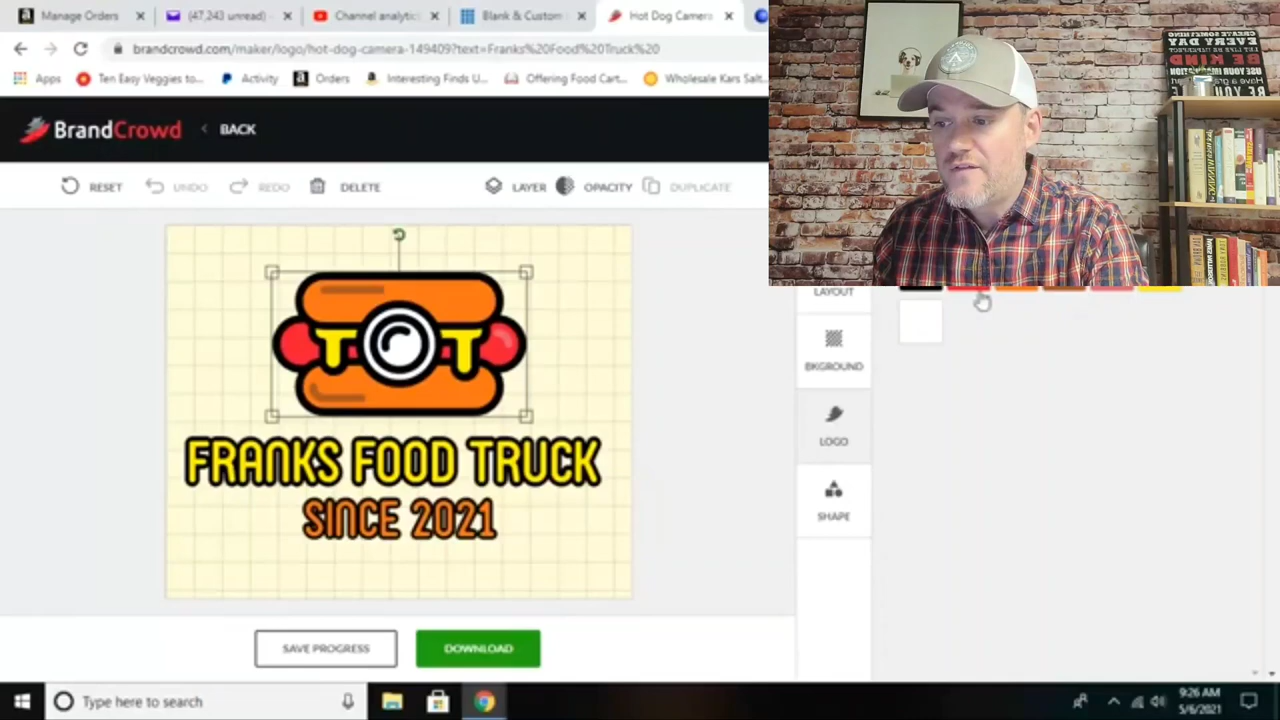 Manage Orders
(47,243 unread)
Channel analytic
Blank & Custom
Hot Dog Camera
brandcrowd.com/maker/logo/hot-dog-camera-149409?text=Franks%20Food%20Truck%20
Apps
Ten Easy Veggies to...
Activity
Orders
Interesting Finds U...
Offering Food Cart...
Wholesale Kars Salt...
BrandCrowd
BACK
RESET
UNDO
REDO
DELETE
LAYER
OPACITY
DUPLICATE
FRANKS FOOD TRUCK
SINCE 2021
SAVE PROGRESS
DOWNLOAD
LAYOUT
BKGROUND
LOGO
SHAPE
EVERY DAY
BE KIND
Type here to search
9:26 AM
5/6/2021